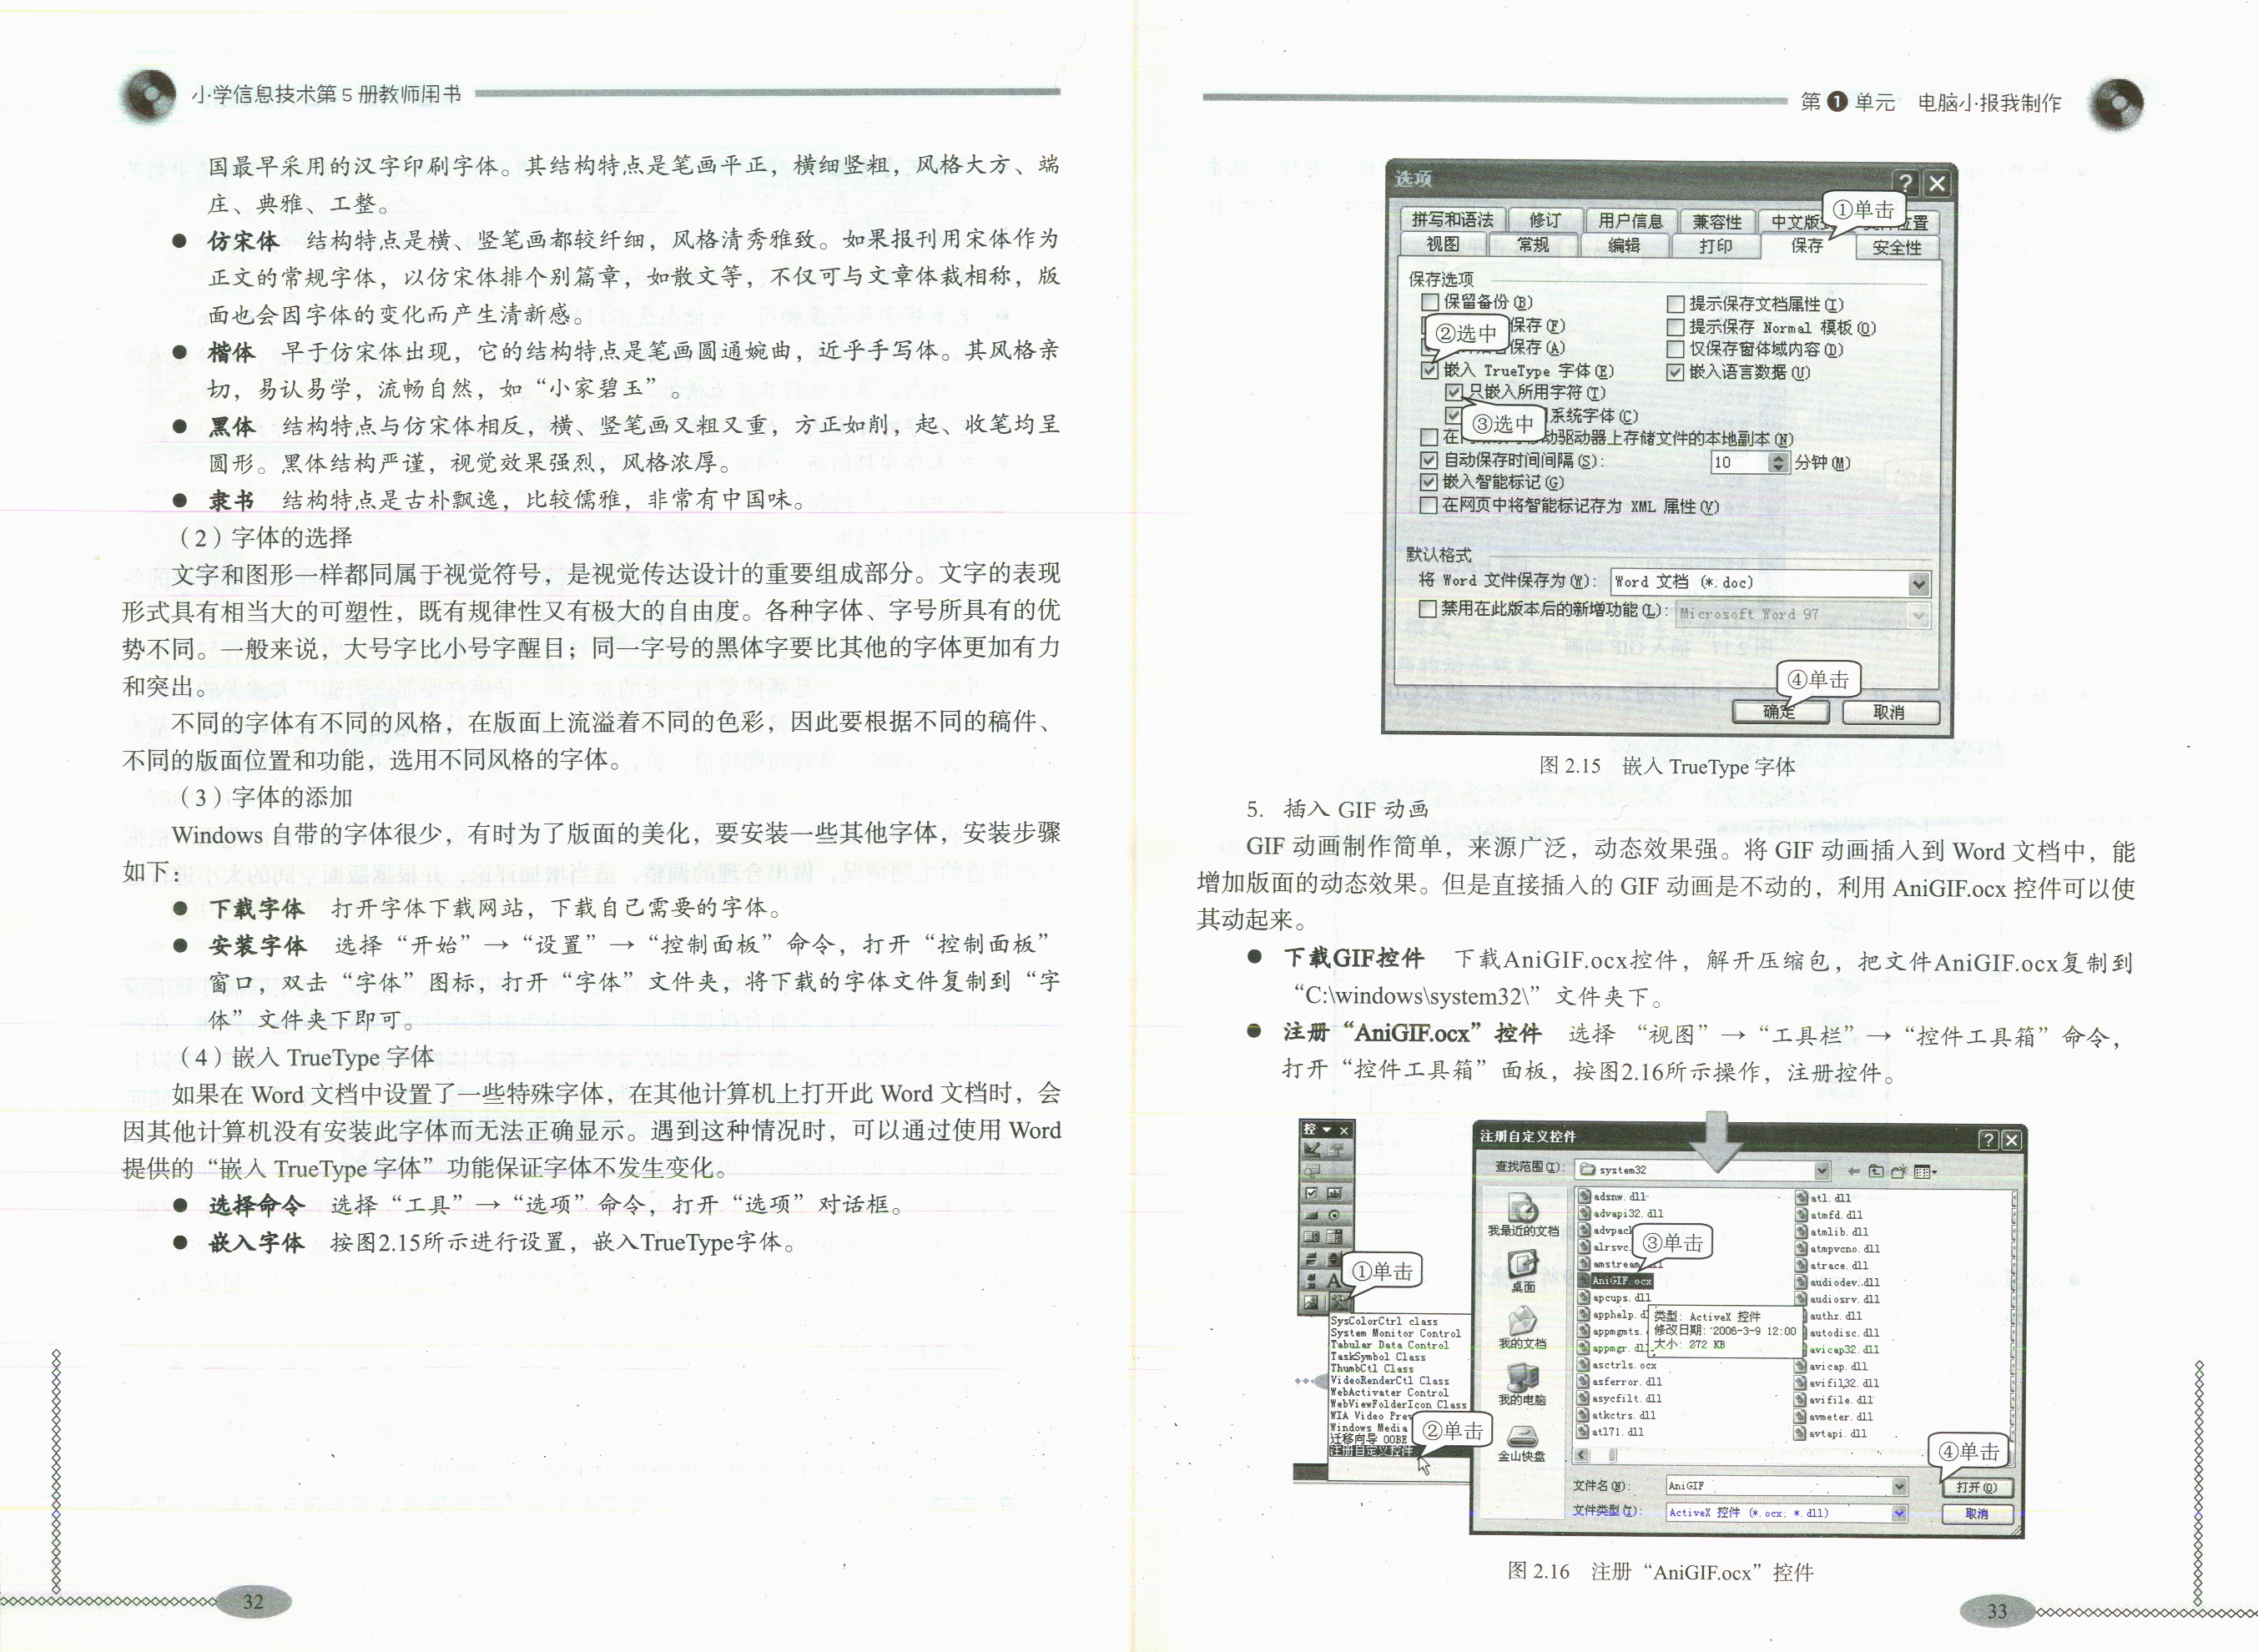 小学信息技术第5册教师用书
国最早采用的汉字印刷字体。其结构特点是笔画平正，横细竖粗，风格大方、端
庄、典雅、工整。
● 仿宋体 结构特点是横、竖笔画都较纤细，风格清秀雅致。如果报刊用宋体作为
正文的常规字体，以仿宋体排个别篇章，如散文等，不仅可与文章体裁相称，版
面也会因字体的变化而产生清新感。
● 楷体 早于仿宋体出现，它的结构特点是笔画圆通婉曲，近乎手写体。其风格亲
切，易认易学，流畅自然，如“小家碧玉”。
● 黑体 结构特点与仿宋体相反，横、竖笔画又粗又重，方正如削，起、收笔均呈
圆形。黑体结构严谨，视觉效果强烈，风格浓厚。
● 隶书 结构特点是古朴飘逸，比较儒雅，非常有中国味。
（2）字体的选择
文字和图形一样都同属于视觉符号，是视觉传达设计的重要组成部分。文字的表现
形式具有相当大的可塑性，既有规律性又有极大的自由度。各种字体、字号所具有的优
势不同。一般来说，大号字比小号字醒目；同一字号的黑体字要比其他的字体更加有力
和突出。
不同的字体有不同的风格，在版面上流溢着不同的色彩，因此要根据不同的稿件、
不同的版面位置和功能，选用不同风格的字体。
（3）字体的添加
Windows 自带的字体很少，有时为了版面的美化，要安装一些其他字体，安装步骤
如下：
● 下载字体 打开字体下载网站，下载自己需要的字体。
● 安装字体 选择“开始”→“设置”→“控制面板”命令，打开“控制面板”
窗口，双击“字体”图标，打开“字体”文件夹，将下载的字体文件复制到“字
体”文件夹下即可。
（4）嵌入 TrueType 字体
如果在 Word 文档中设置了一些特殊字体，在其他计算机上打开此 Word 文档时，会
因其他计算机没有安装此字体而无法正确显示。遇到这种情况时，可以通过使用 Word
提供的“嵌入 TrueType 字体”功能保证字体不发生变化。
● 选择命令 选择“工具”→“选项”命令，打开“选项”对话框。
● 嵌入字体 按图2.15所示进行设置，嵌入TrueType字体。
32
第1单元 电脑小报我制作
选项
①单击
拼写和语法 修订 用户信息 兼容性 中文版 位置
视图 常规 编辑 打印 保存 安全性
保存选项
保留备份(B) 提示保存文档属性(I)
②选中 保存(F) 提示保存 Normal 模板(O)
保存(A) 仅保存窗体域内容(D)
嵌入 TrueType 字体(E) 嵌入语言数据(U)
只嵌入所用字符(T)
③选中 系统字体(C)
在 动驱动器上存储文件的本地副本(N)
自动保存时间间隔(S): 10 分钟(M)
嵌入智能标记(G)
在网页中将智能标记存为 XML 属性(V)
默认格式
将 Word 文件保存为(W): Word 文档 (*.doc)
禁用在此版本后的新增功能(L): Microsoft Word 97
④单击
确定 取消
图 2.15 嵌入 TrueType 字体
5. 插入 GIF 动画
GIF 动画制作简单，来源广泛，动态效果强。将 GIF 动画插入到 Word 文档中，能
增加版面的动态效果。但是直接插入的 GIF 动画是不动的，利用 AniGIF.ocx 控件可以使
其动起来。
● 下载GIF控件 下载AniGIF.ocx控件，解开压缩包，把文件AniGIF.ocx复制到
“C:\windows\system32\”文件夹下。
● 注册“AniGIF.ocx”控件 选择 “视图”→“工具栏”→“控件工具箱”命令，
打开“控件工具箱”面板，按图2.16所示操作，注册控件。
控
①单击
SysColorCtrl class
System Monitor Control
Tabular Data Control
TaskSymbol Class
ThumbCtl Class
VideoRenderCtl Class
WebActivater Control
WebViewFolderIcon Class
WIA Video Prev
Windows Media
迁移向导 OOBE
注册自定义控件
②单击
注册自定义控件
查找范围(I): system32
我最近的文档
桌面
我的文档
我的电脑
金山快盘
adsnw.dll
advapi32.dll
advpack
alrsvc.
amstream.dll
AniGIF.ocx
apcups.dll
apphelp.d
appmgmts.
appmgr.dll
asctrls.ocx
asferror.dll
asycfilt.dll
atkctrs.dll
atl71.dll
③单击
类型: ActiveX 控件
修改日期: 2006-3-9 12:00
大小: 272 KB
atl.dll
atmfd.dll
atmlib.dll
atmpvcno.dll
atrace.dll
audiodev.dll
audiosrv.dll
authz.dll
autodisc.dll
avicap32.dll
avicap.dll
avifil32.dll
avifile.dll
avmeter.dll
avtapi.dll
④单击
文件名(N): AniGIF 打开(O)
文件类型(T): ActiveX 控件 (*.ocx; *.dll) 取消
图 2.16 注册“AniGIF.ocx”控件
33